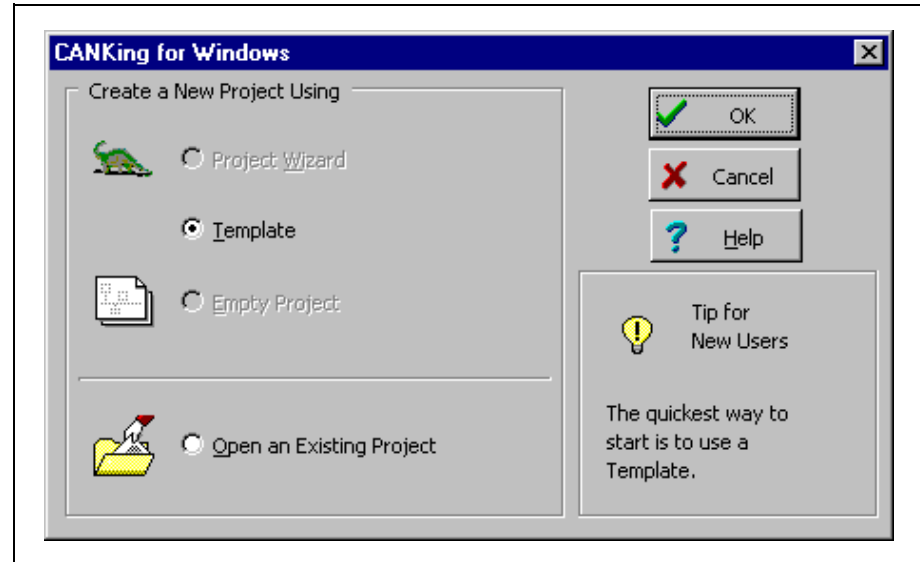 CANKing for Windows
Create a New Project Using
Project Wizard
Template
Empty Project
Open an Existing Project
OK
Cancel
Help
Tip for
New Users
The quickest way to
start is to use a
Template.